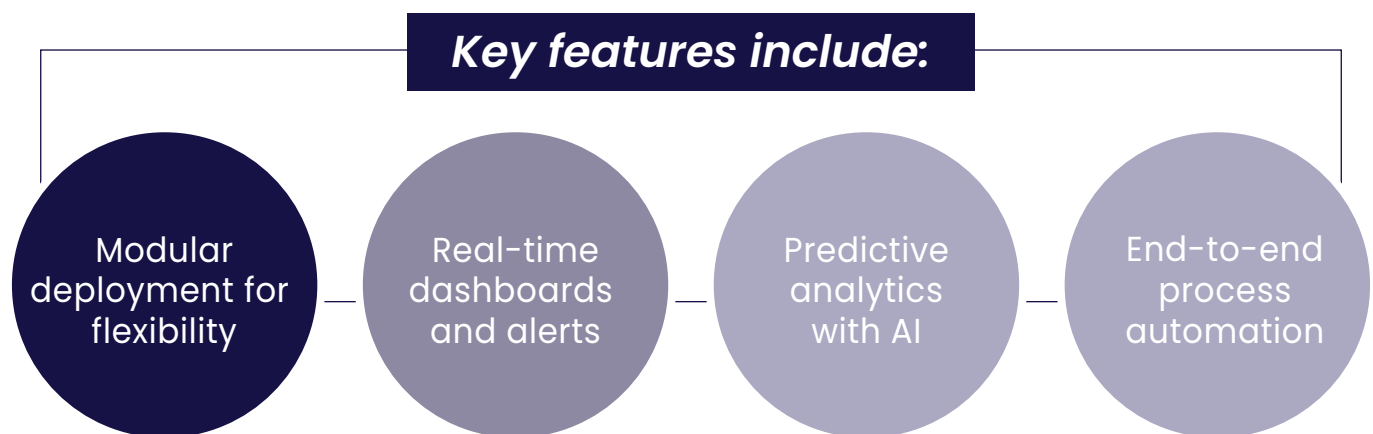 Key features include:
Modular
deployment for
flexibility
Real-time
dashboards
and alerts
Predictive
analytics
with AI
End-to-end
process
automation